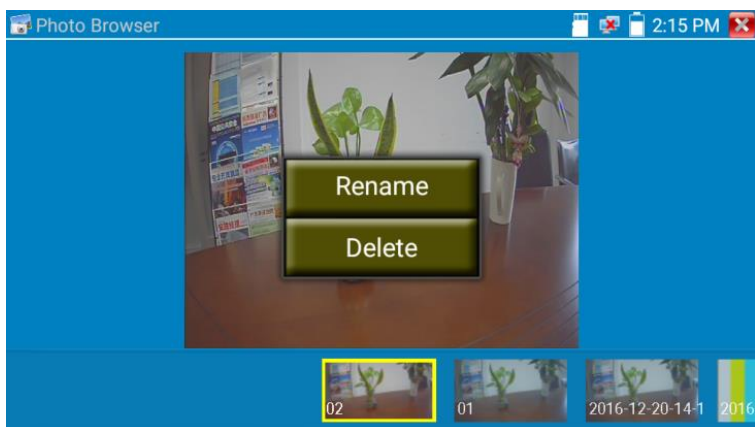 Photo Browser
2:15 PM
Rename
Delete
02
01
2016-12-20-14-1
2016